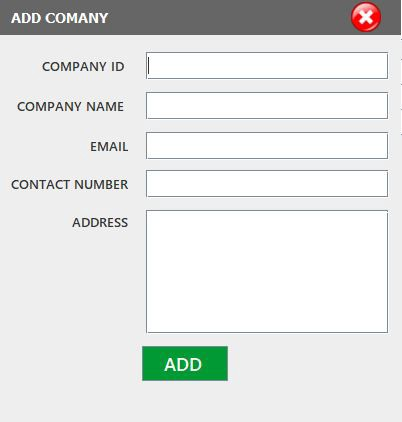 ADD COMANY
COMPANY ID
COMPANY NAME
EMAIL
CONTACT NUMBER
ADDRESS
ADD